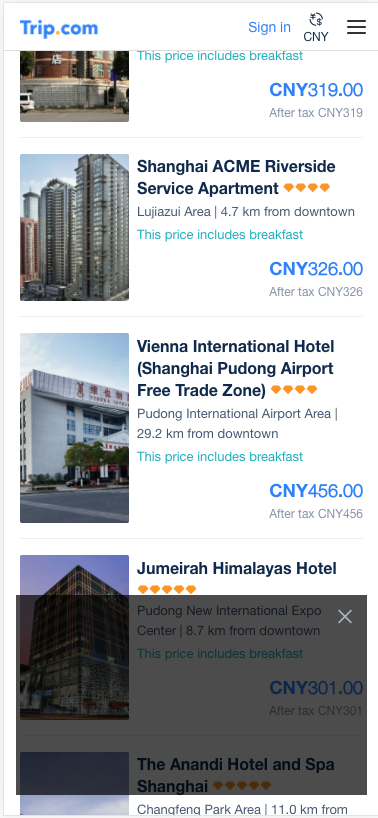 Trip.com
Sign in
CNY
店
This price includes breakfast
CNY319.00
After tax CNY319
Shanghai ACME Riverside
Service Apartment
Lujiazui Area | 4.7 km from downtown
This price includes breakfast
CNY326.00
After tax CNY326
Vienna International Hotel
(Shanghai Pudong Airport
Free Trade Zone)
Pudong International Airport Area |
29.2 km from downtown
This price includes breakfast
CNY456.00
After tax CNY456
Jumeirah Himalayas Hotel
Pudong New International Expo
Center | 8.7 km from downtown
This price includes breakfast
CNY301.00
After tax CNY301
The Anandi Hotel and Spa
Shanghai
Changfeng Park Area | 11.0 km from